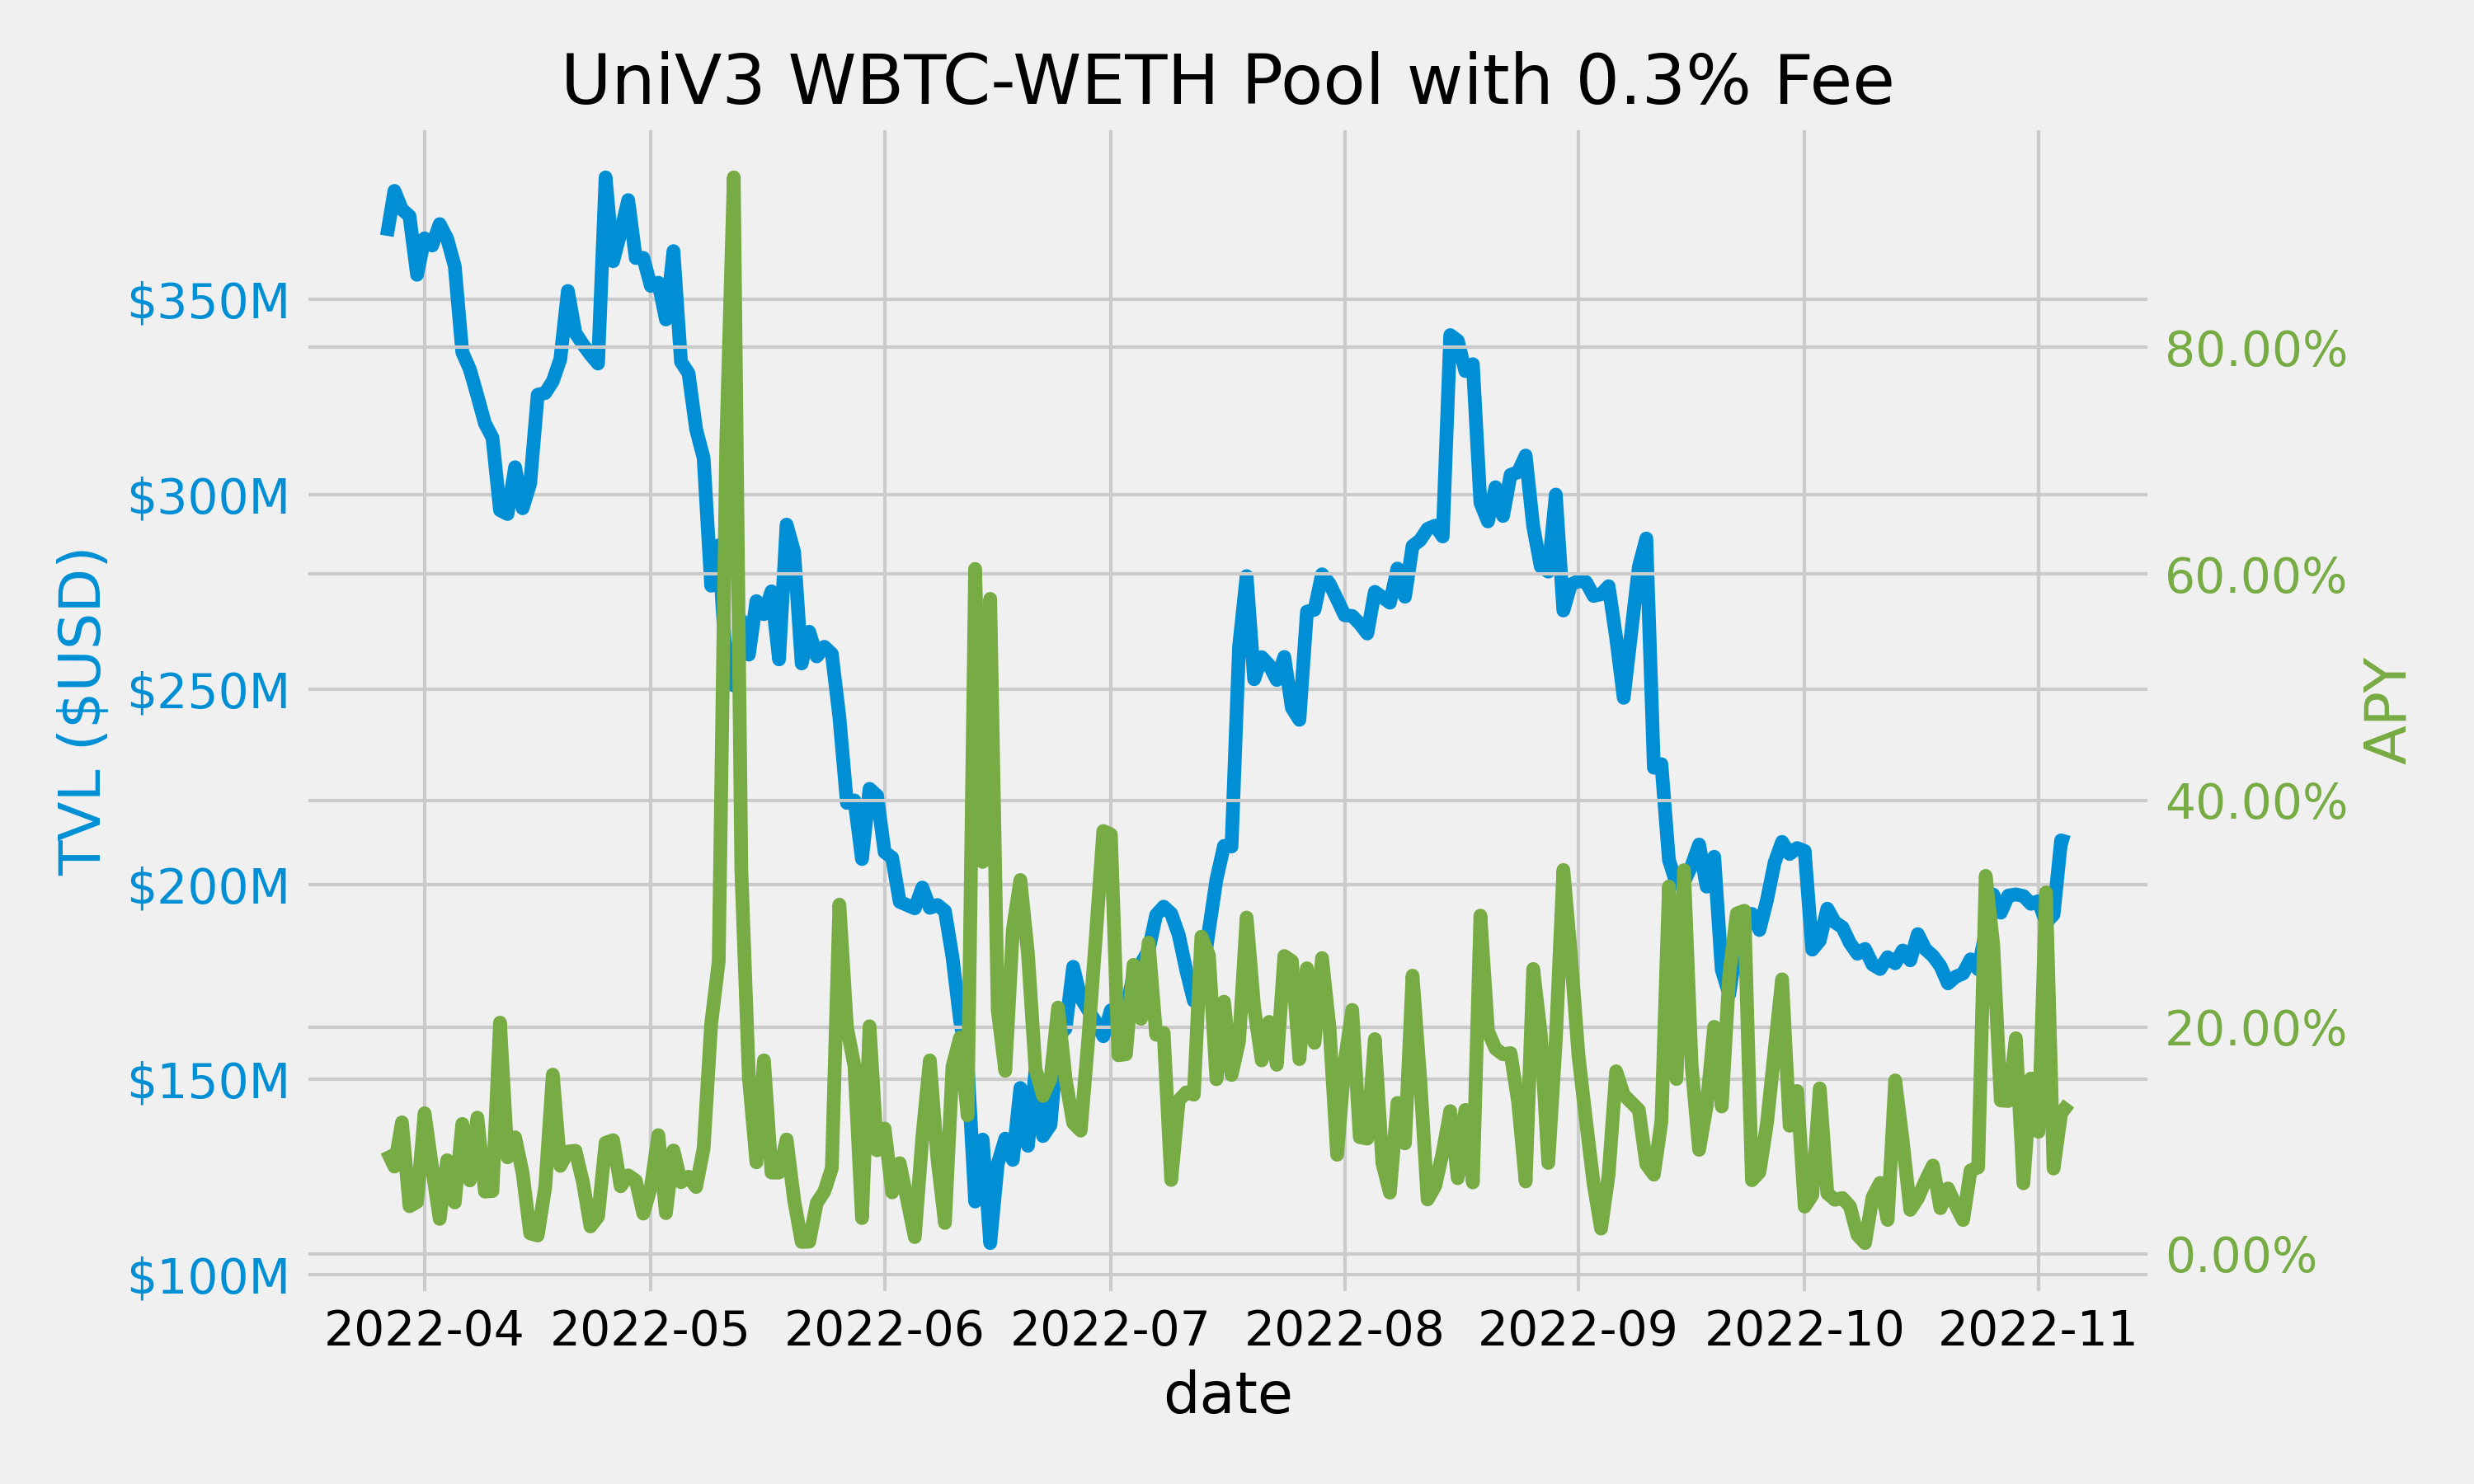 UniV3 WBTC-WETH Pool with 0.3% Fee
TVL ($USD)
$350M
$300M
$250M
$200M
$150M
$100M
80.00%
60.00%
40.00%
20.00%
0.00%
APY
2022-04 2022-05 2022-06 2022-07 2022-08 2022-09 2022-10 2022-11
date